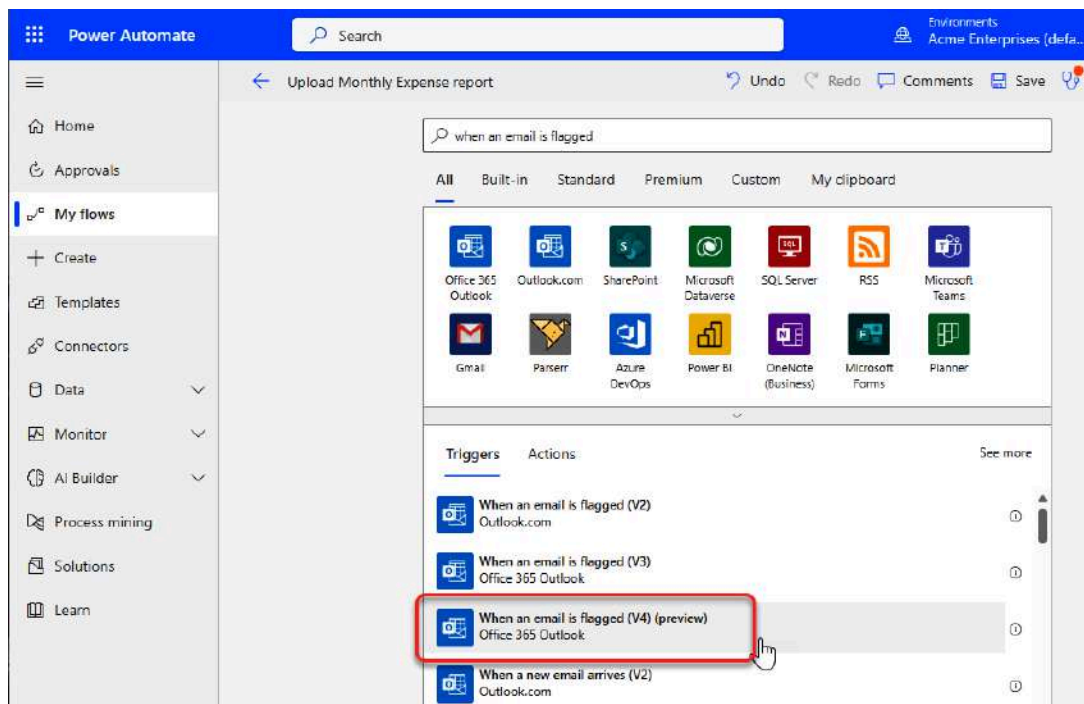 Power Automate
Search
Environments
Acme Enterprises (defa...
Upload Monthly Expense report
Undo
Redo
Comments
Save
Home
Approvals
My flows
Create
Templates
Connectors
Data
Monitor
AI Builder
Process mining
Solutions
Learn
when an email is flagged
All
Built-in
Standard
Premium
Custom
My clipboard
Office 365
Outlook
Outlook.com
SharePoint
Microsoft
Dataverse
SQL Server
RSS
Microsoft
Teams
Gmail
Parserr
Azure
DevOps
Power BI
OneNote
(Business)
Microsoft
Forms
Planner
Triggers
Actions
See more
When an email is flagged (V2)
Outlook.com
When an email is flagged (V3)
Office 365 Outlook
When an email is flagged (V4) (preview)
Office 365 Outlook
When a new email arrives (V2)
Outlook.com